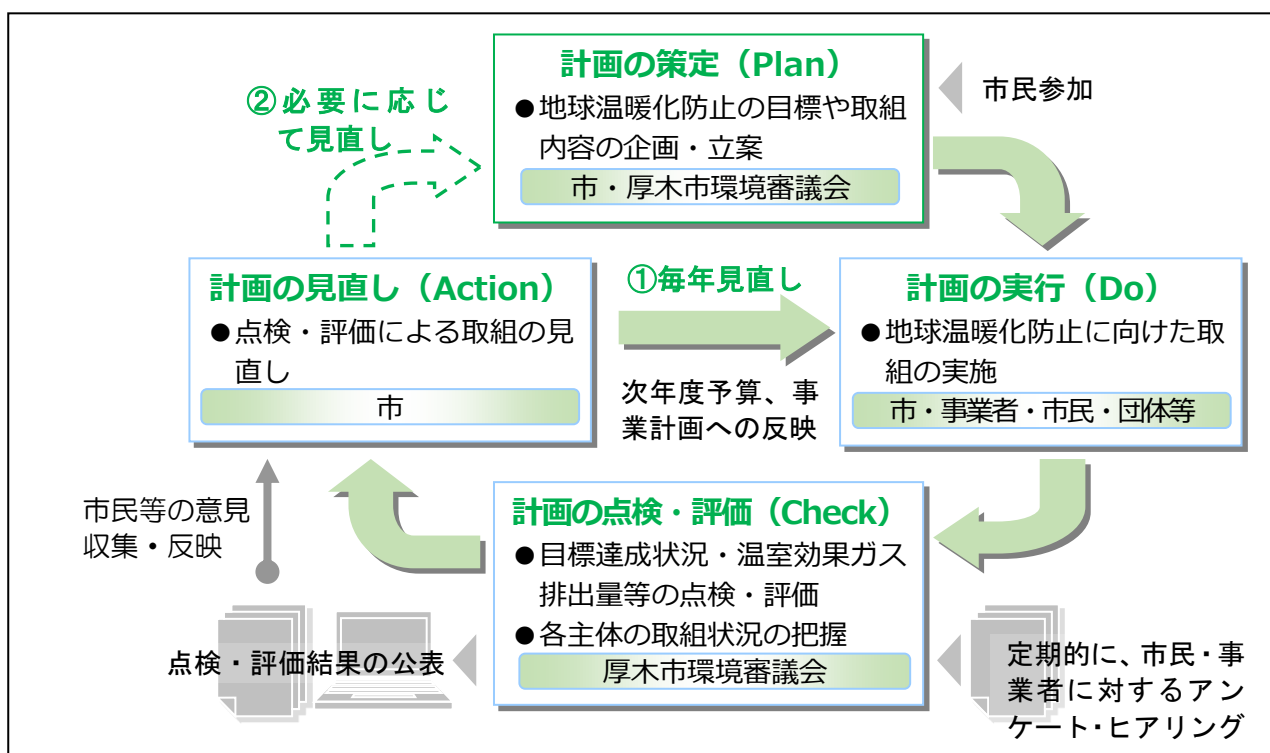 計画の策定（Plan）
●地球温暖化防止の目標や取組
内容の企画・立案
市・厚木市環境審議会
市民参加
②必要に応じ
て見直し
計画の見直し（Action）
●点検・評価による取組の見
直し
市
①毎年見直し
次年度予算、事
業計画への反映
計画の実行（Do）
●地球温暖化防止に向けた取
組の実施
市・事業者・市民・団体等
市民等の意見
収集・反映
計画の点検・評価（Check）
●目標達成状況・温室効果ガス
排出量等の点検・評価
●各主体の取組状況の把握
厚木市環境審議会
点検・評価結果の公表
定期的に、市民・事
業者に対するアン
ケート・ヒアリング